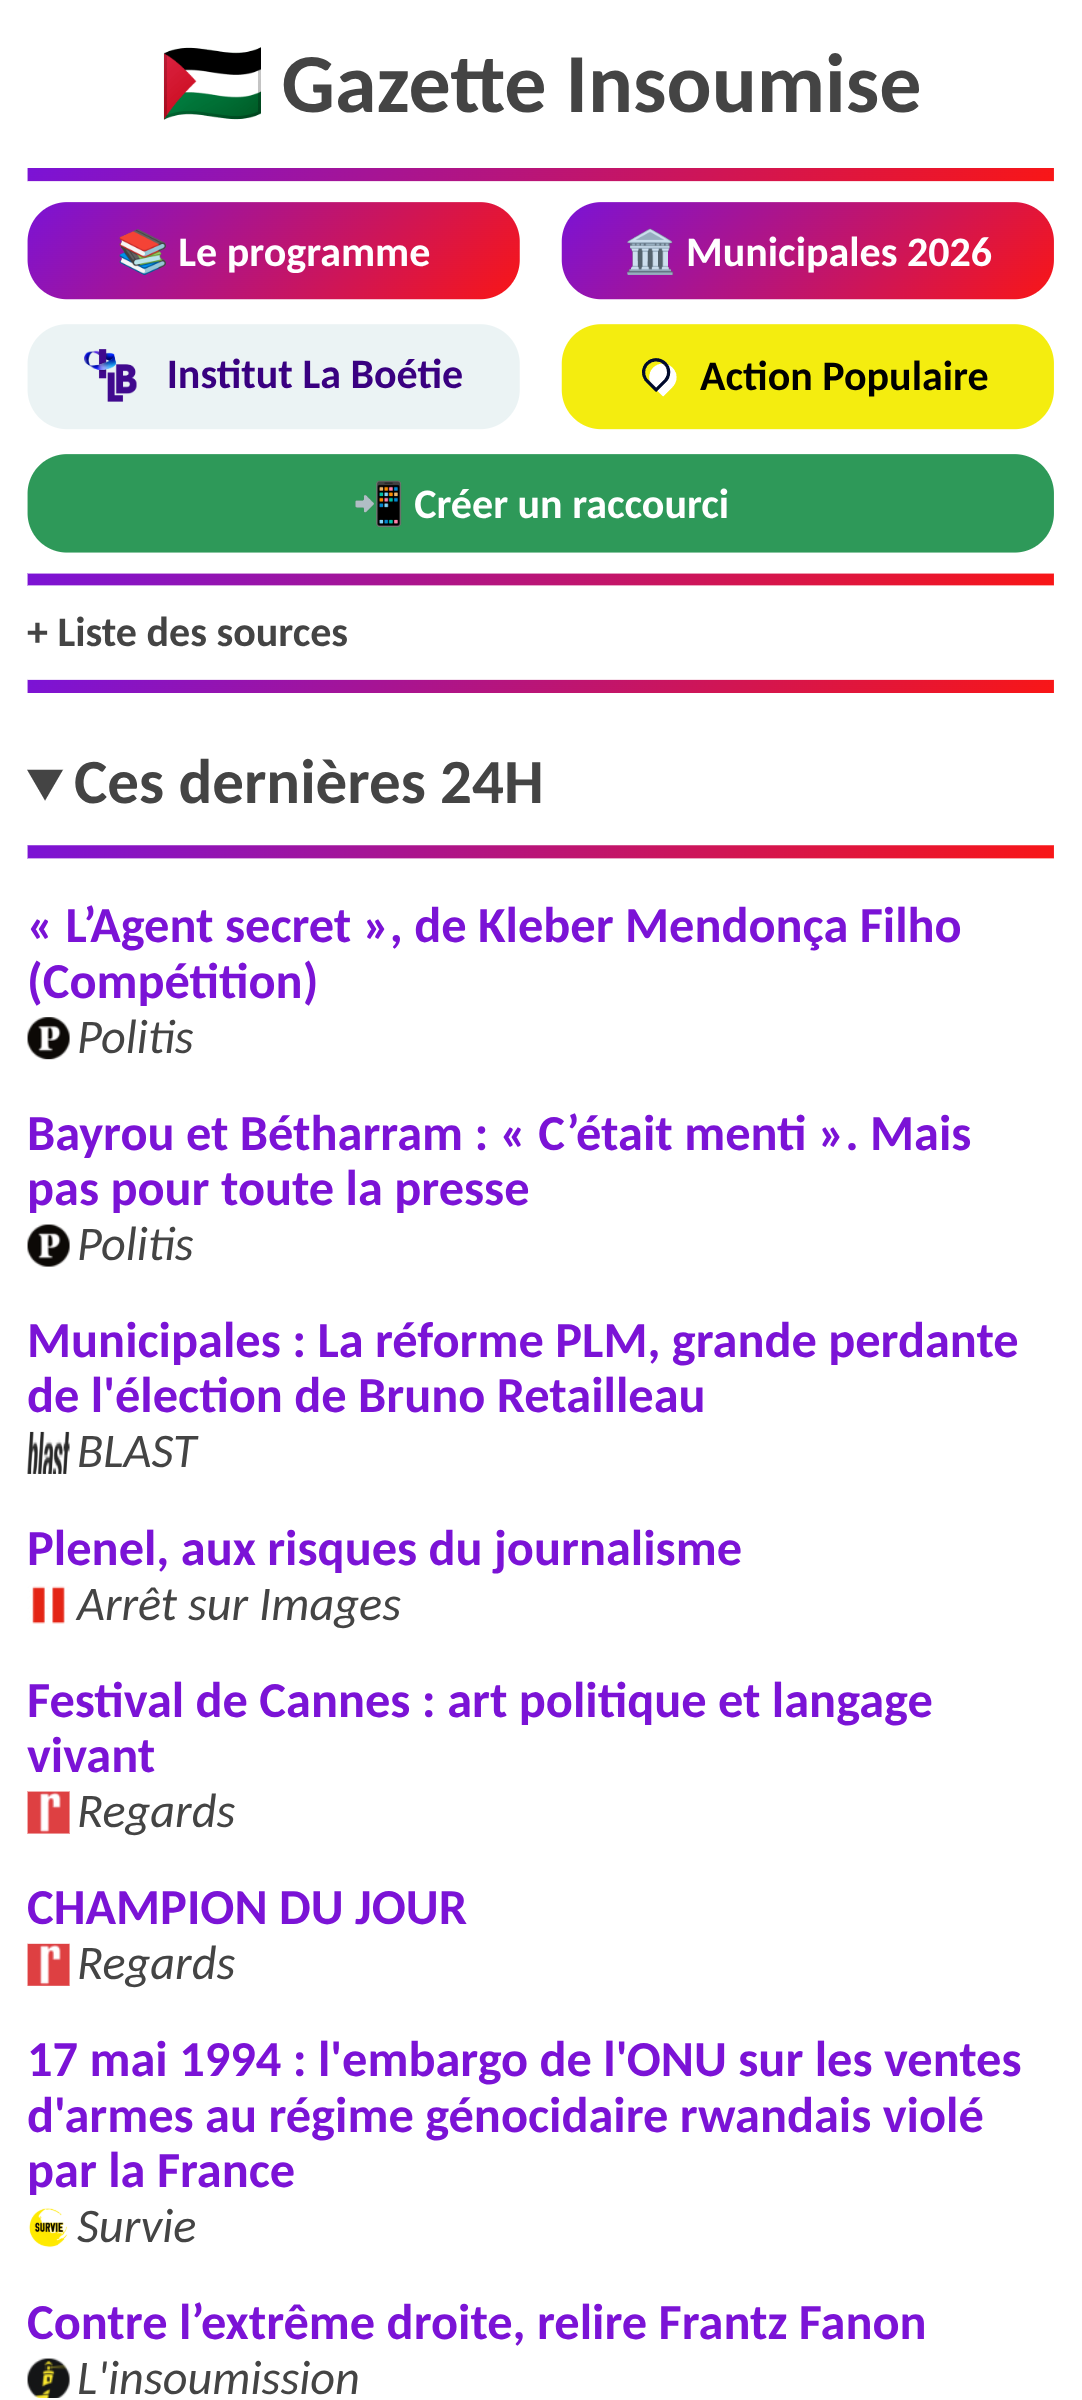 Gazette Insoumise
Le programme
Municipales 2026
Institut La Boétie
Action Populaire
Créer un raccourci
+ Liste des sources
Ces dernières 24H
« L’Agent secret », de Kleber Mendonça Filho
(Compétition)
Politis
Bayrou et Bétharram : « C’était menti ». Mais
pas pour toute la presse
Politis
Municipales : La réforme PLM, grande perdante
de l'élection de Bruno Retailleau
blast BLAST
Plenel, aux risques du journalisme
Arrêt sur Images
Festival de Cannes : art politique et langage
vivant
r Regards
CHAMPION DU JOUR
r Regards
17 mai 1994 : l'embargo de l'ONU sur les ventes
d'armes au régime génocidaire rwandais violé
par la France
SURVIE Survie
Contre l’extrême droite, relire Frantz Fanon
L'insoumission